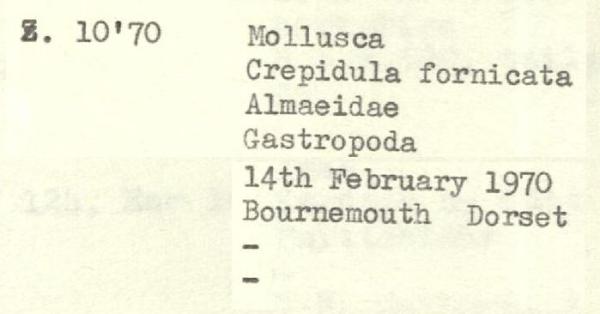 Z. 10'70 Mollusca
Crepidula fornicata
Almaeidae
Gastropoda
14th February 1970
Bournemouth Dorset
-
-